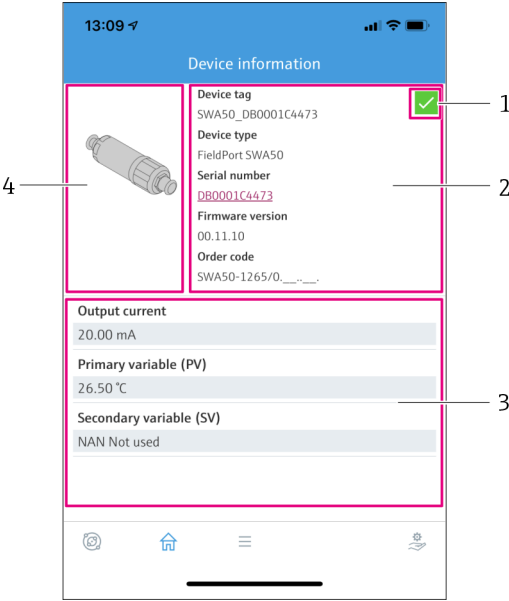 13:09
Device information
Device tag
SWA50_DB0001C4473
Device type
FieldPort SWA50
Serial number
DB0001C4473
Firmware version
00.11.10
Order code
SWA50-1265/0.__..__.
Output current
20.00 mA
Primary variable (PV)
26.50 °C
Secondary variable (SV)
NAN Not used
1
2
3
4